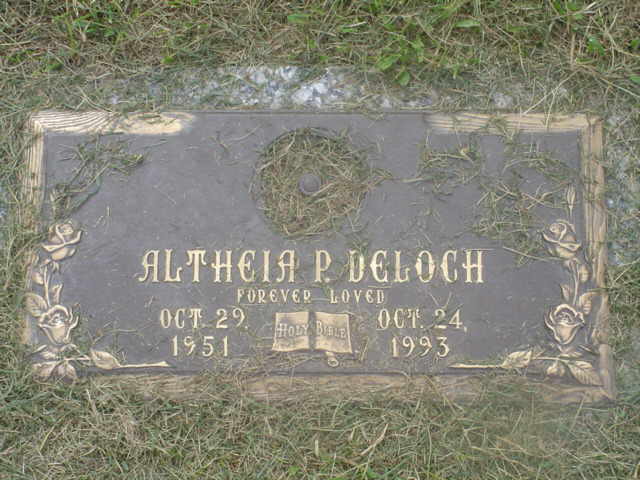 ALTHEIA P. DELOCH
FOREVER LOVED
OCT. 29, 1951
HOLY BIBLE
OCT. 24, 1993